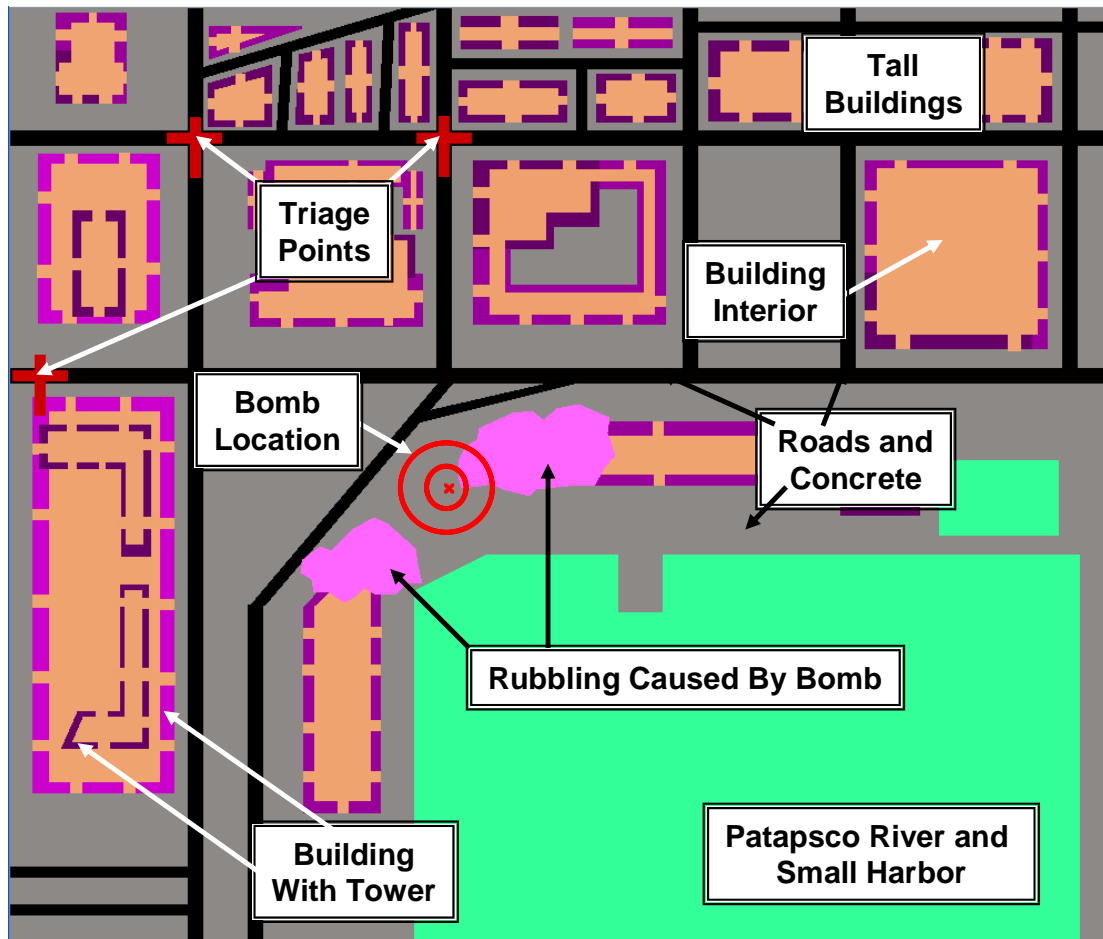 Tall
Buildings
Triage
Points
Building
Interior
Bomb
Location
Roads and
Concrete
Rubbling Caused By Bomb
Patapsco River and
Small Harbor
Building
With Tower